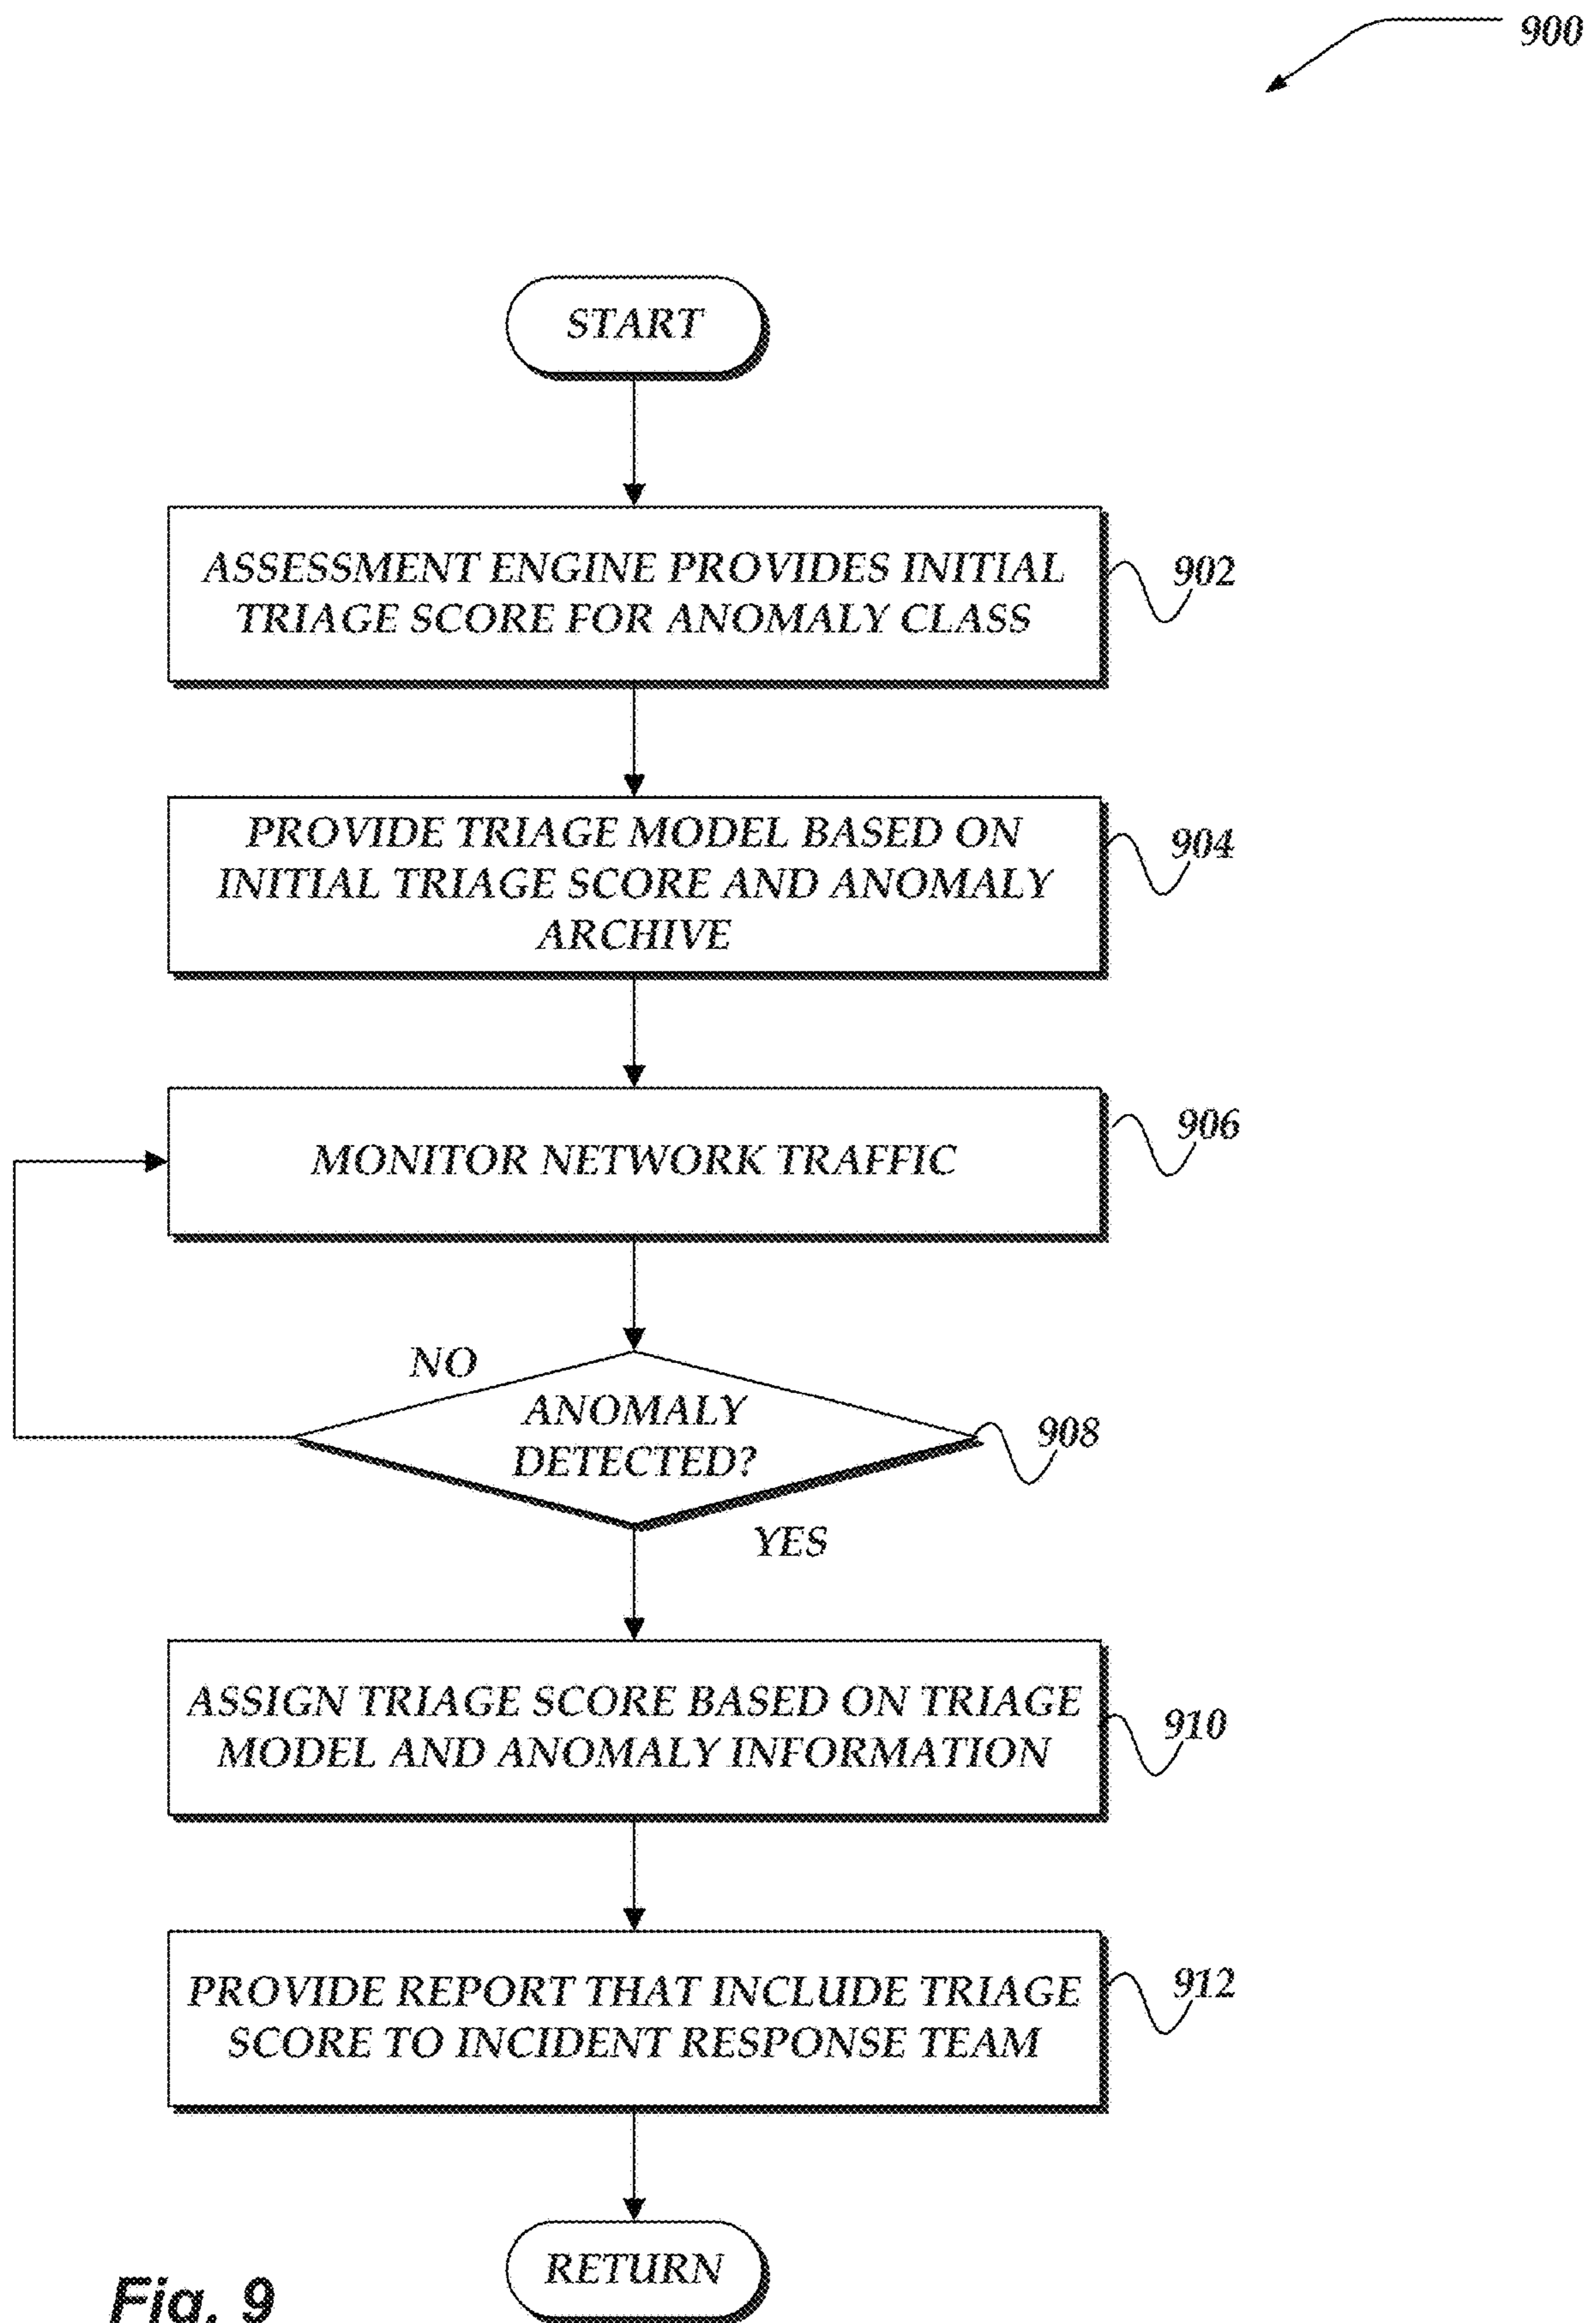 900
START
ASSESSMENT ENGINE PROVIDES INITIAL
TRIAGE SCORE FOR ANOMALY CLASS
902
PROVIDE TRIAGE MODEL BASED ON
INITIAL TRIAGE SCORE AND ANOMALY
ARCHIVE
904
MONITOR NETWORK TRAFFIC
906
NO
ANOMALY
DETECTED?
908
YES
ASSIGN TRIAGE SCORE BASED ON TRIAGE
MODEL AND ANOMALY INFORMATION
910
PROVIDE REPORT THAT INCLUDE TRIAGE
SCORE TO INCIDENT RESPONSE TEAM
912
RETURN
Fig. 9